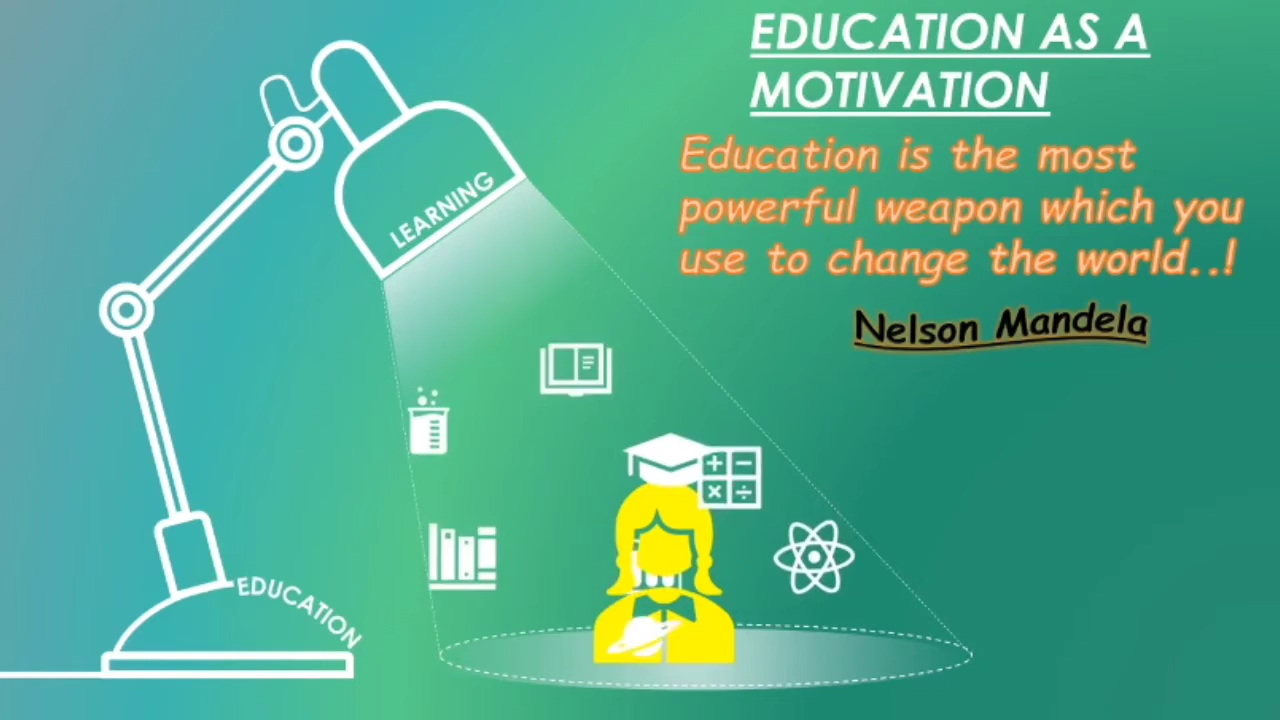 EDUCATION AS A
MOTIVATION
Education is the most
powerful weapon which you
use to change the world..!
Nelson Mandela
LEARNING
EDUCATION